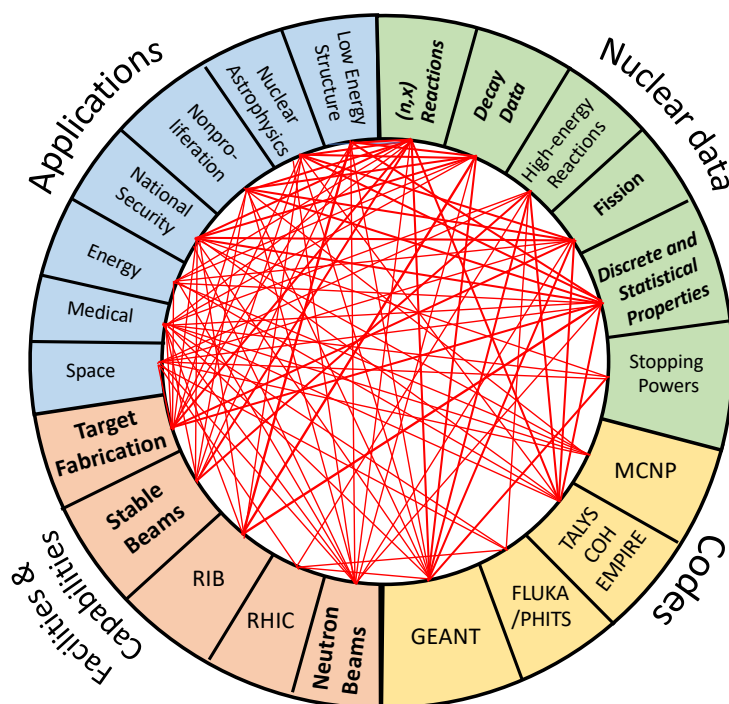 Applications
Low Energy
Structure
Nuclear
Astrophysics
Nonpro-
liferation
National
Security
Energy
Medical
Space
Nuclear data
(n,x)
Reactions
Decay
Data
High-energy
Reactions
Fission
Discrete and
Statistical
Properties
Stopping
Powers
Codes
MCNP
TALYS
COH
EMPIRE
FLUKA
/PHITS
GEANT
Facilities &
Capabilities
Target
Fabrication
Stable
Beams
RIB
RHIC
Neutron
Beams